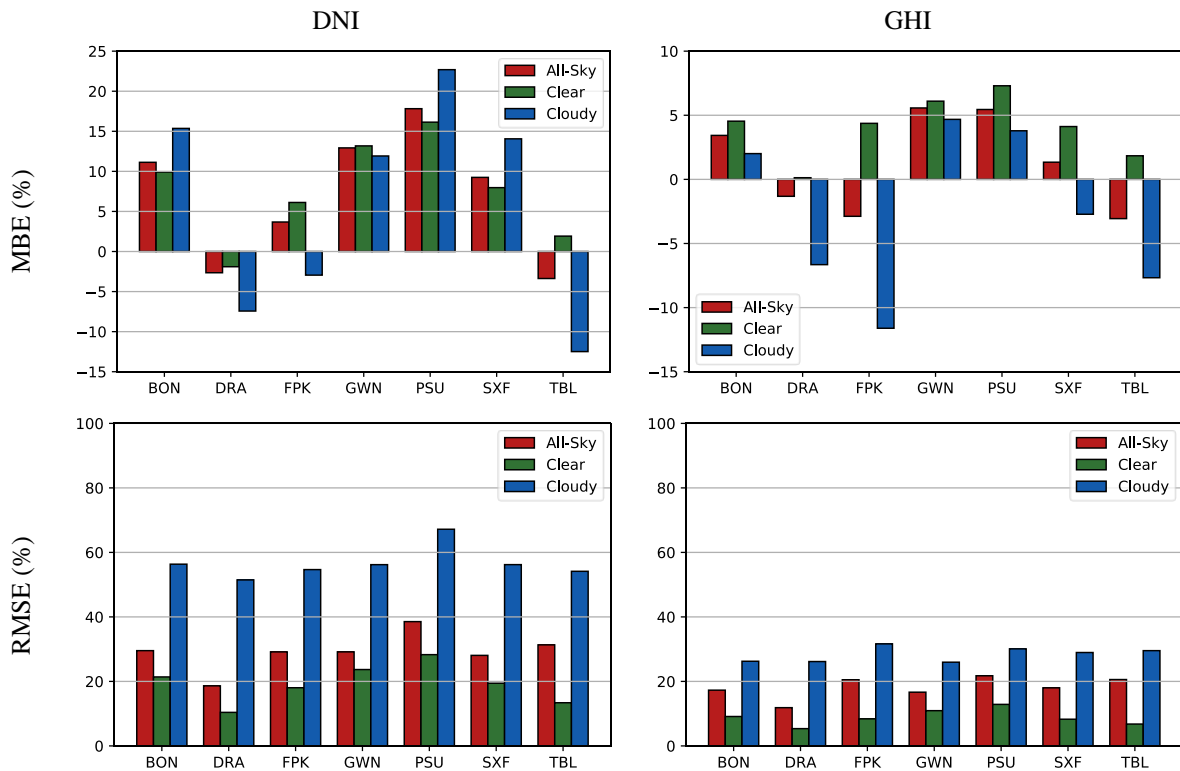 DNI
GHI
MBE (%)
25
20
15
10
5
0
−5
−10
−15
All-Sky
Clear
Cloudy
BON DRA FPK GWN PSU SXF TBL
10
5
0
−5
−10
−15
All-Sky
Clear
Cloudy
BON DRA FPK GWN PSU SXF TBL
RMSE (%)
100
80
60
40
20
0
All-Sky
Clear
Cloudy
BON DRA FPK GWN PSU SXF TBL
100
80
60
40
20
0
All-Sky
Clear
Cloudy
BON DRA FPK GWN PSU SXF TBL